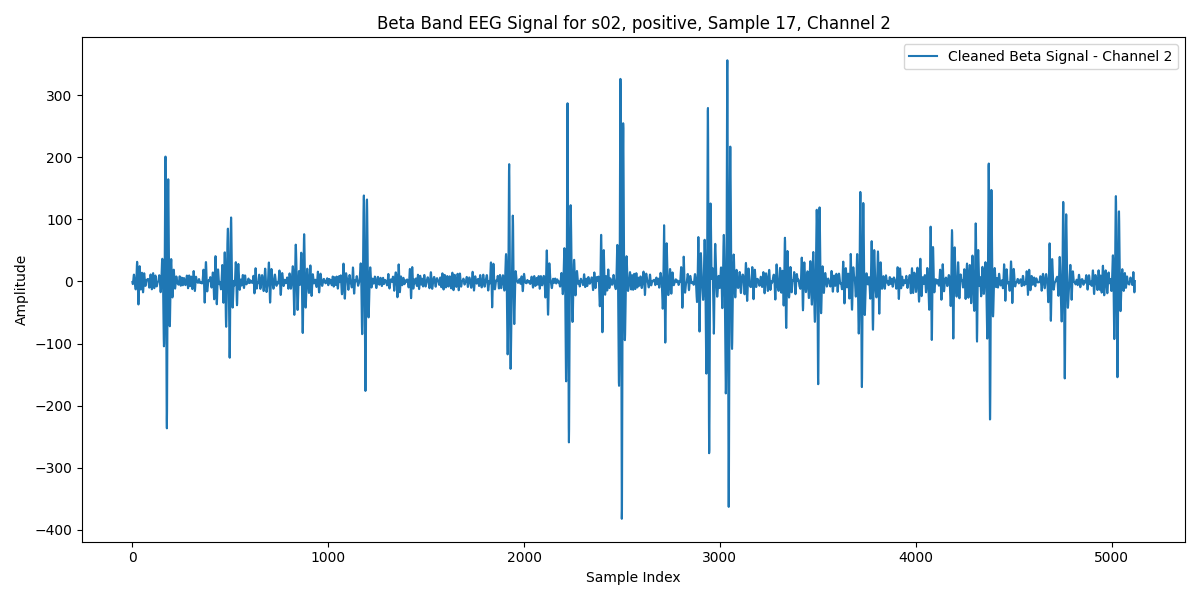 Beta Band EEG Signal for s02, positive, Sample 17, Channel 2
Cleaned Beta Signal - Channel 2
300
200
100
0
−100
−200
−300
−400
Amplitude
0 1000 2000 3000 4000 5000
Sample Index